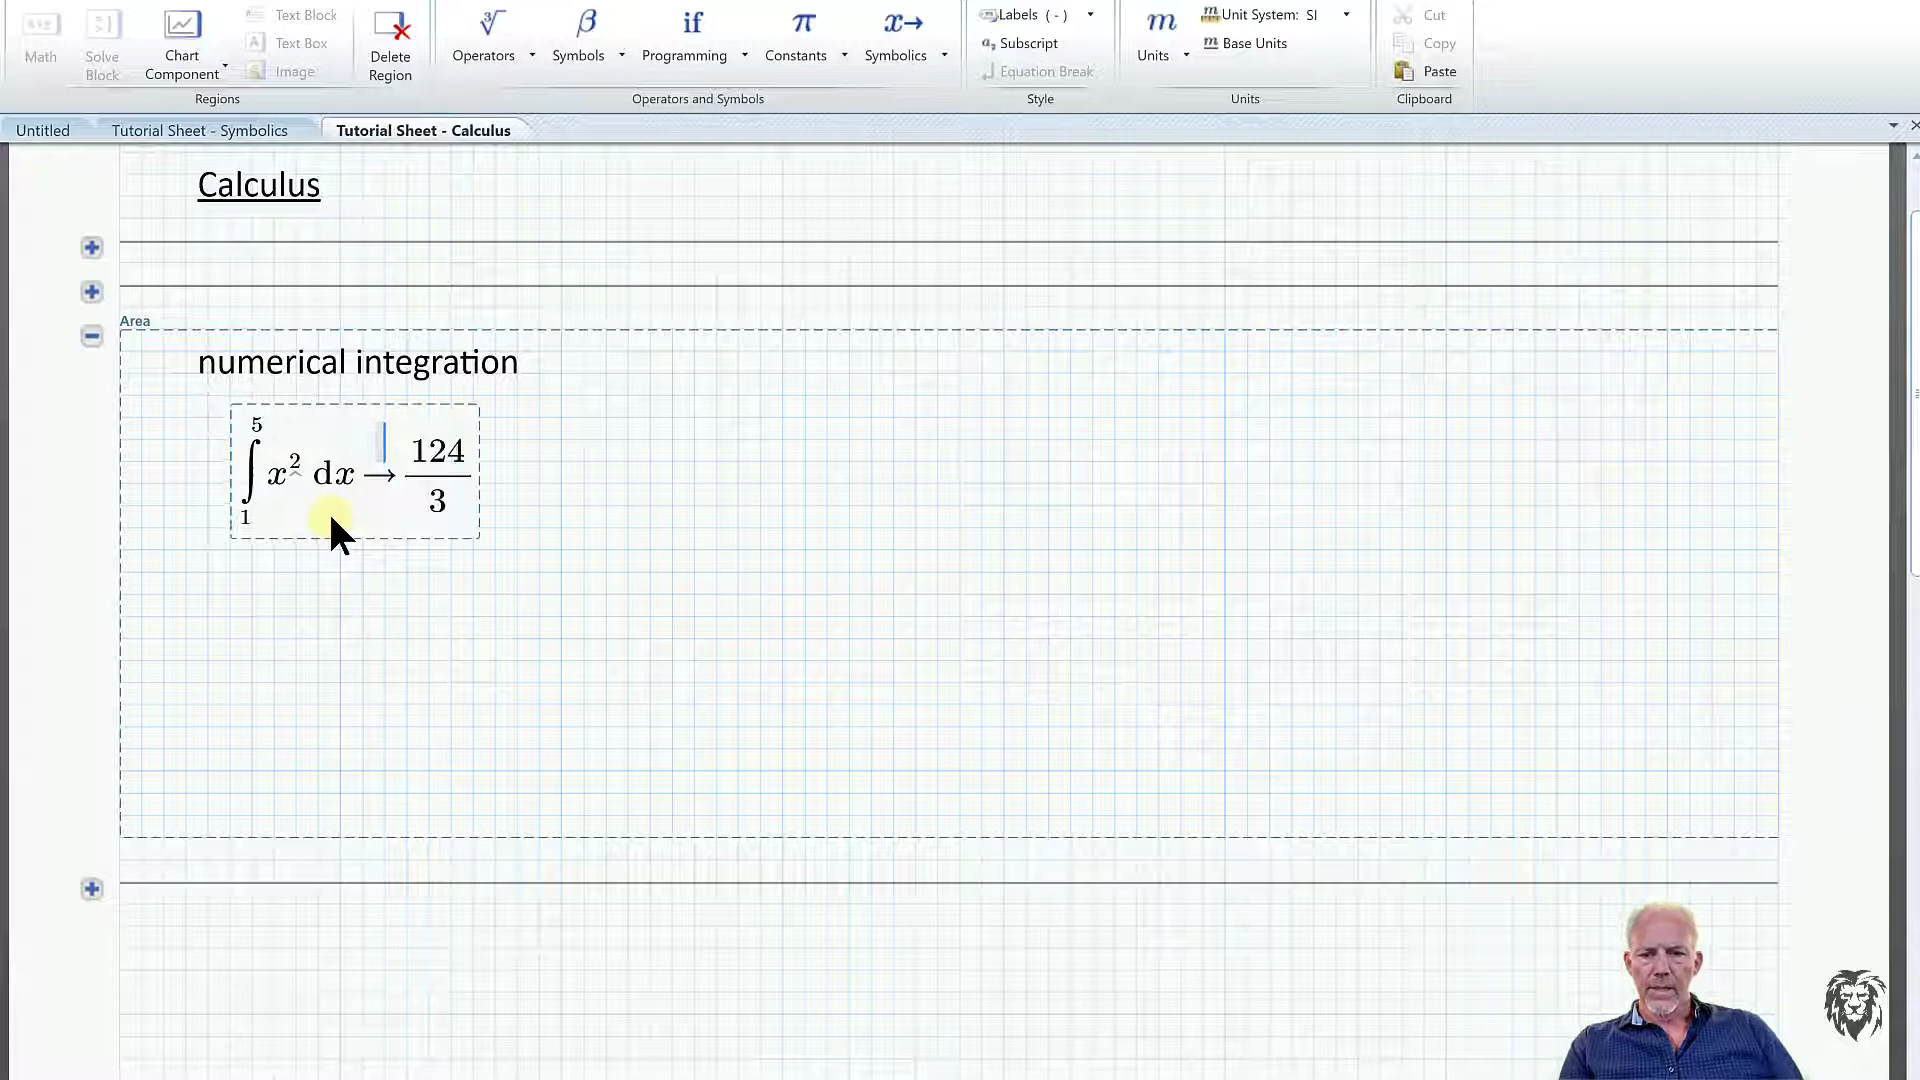 Math
Solve Block
Chart Component
Text Block
Text Box
Image
Delete Region
Regions
Operators
Symbols
if
Programming
π
Constants
x→
Symbolics
Operators and Symbols
Labels ( - )
Subscript
Equation Break
Style
m
Units
Unit System: SI
Base Units
Units
Cut
Copy
Paste
Clipboard
Untitled
Tutorial Sheet - Symbolics
Tutorial Sheet - Calculus
Calculus
Area
numerical integration
∫₁⁵ x² dx → 124/3